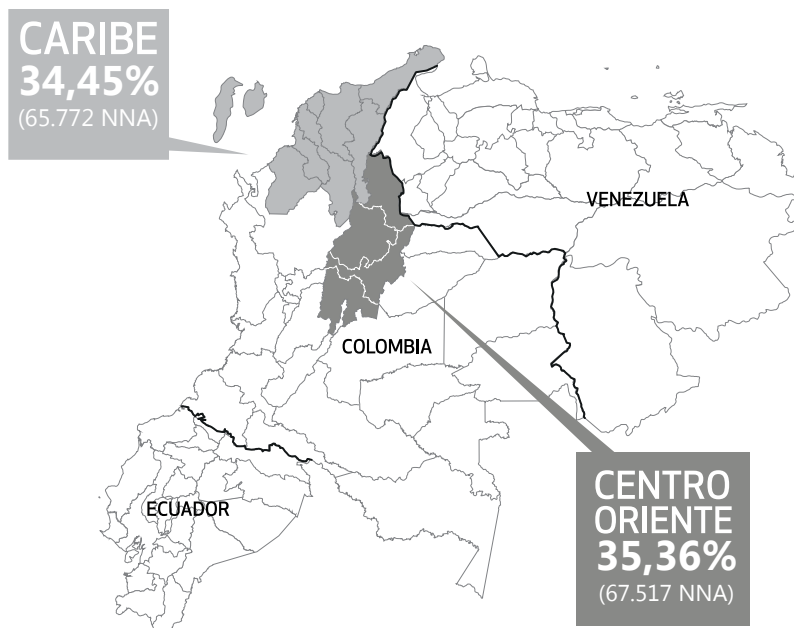 CARIBE
34,45%
(65.772 NNA)
VENEZUELA
COLOMBIA
ECUADOR
CENTRO
ORIENTE
35,36%
(67.517 NNA)